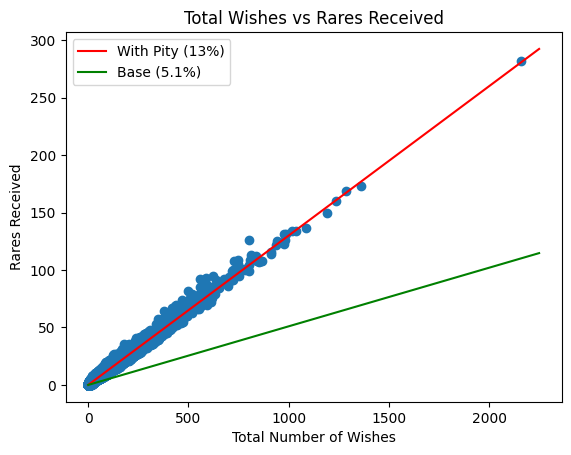 Total Wishes vs Rares Received
With Pity (13%)
Base (5.1%)
Rares Received
300
250
200
150
100
50
0
0
500
1000
1500
2000
Total Number of Wishes